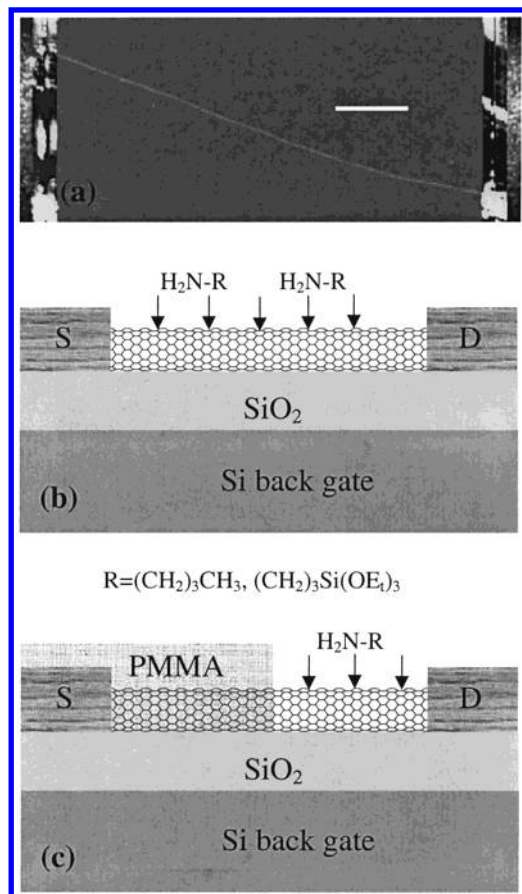 (a)
H₂N-R H₂N-R
S D
SiO₂
(b) Si back gate
R=(CH₂)₃CH₃, (CH₂)₃Si(OEₜ)₃
H₂N-R
PMMA
S D
SiO₂
Si back gate
(c)